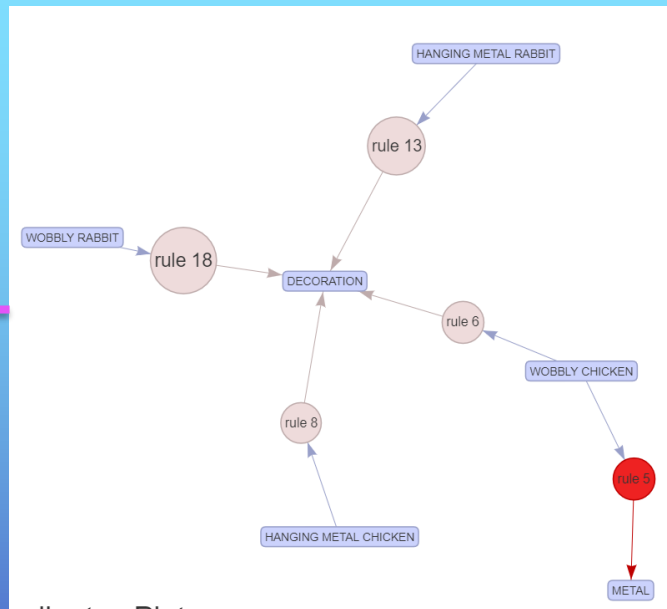 HANGING METAL RABBIT
rule 13
WOBBLY RABBIT
rule 18
DECORATION
rule 6
WOBBLY CHICKEN
rule 8
rule 5
HANGING METAL CHICKEN
METAL